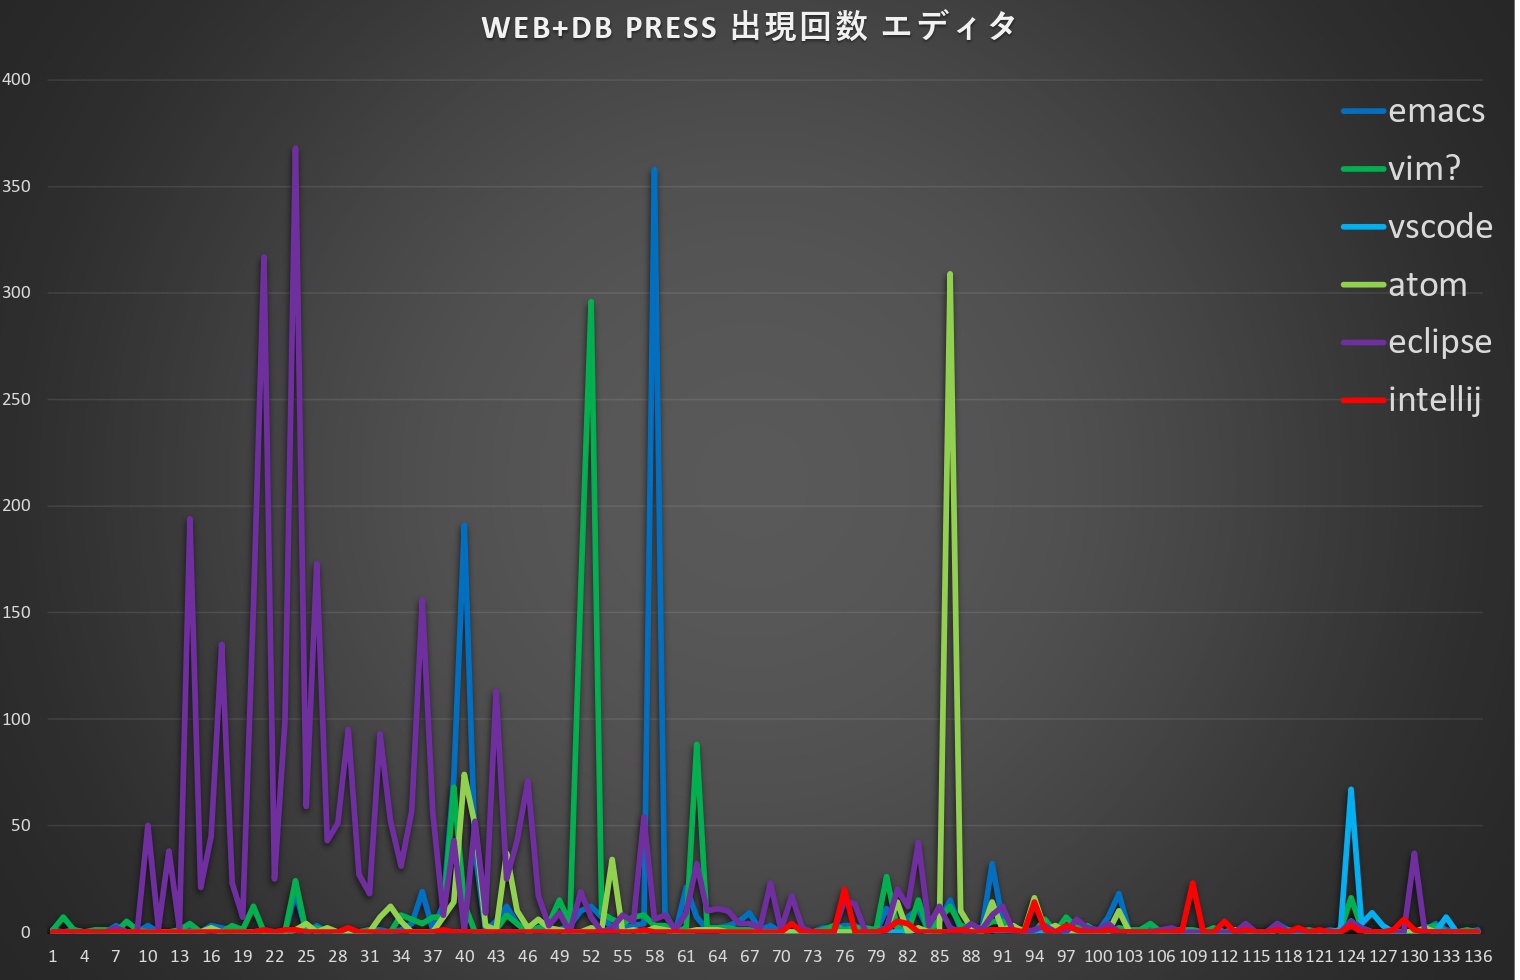 WEB+DB PRESS 出現回数 エディタ
400
350
300
250
200
150
100
50
0
emacs
vim?
vscode
atom
eclipse
intellij
1 4 7 10 13 16 19 22 25 28 31 34 37 40 43 46 49 52 55 58 61 64 67 70 73 76 79 82 85 88 91 94 97 100 103 106 109 112 115 118 121 124 127 130 133 136